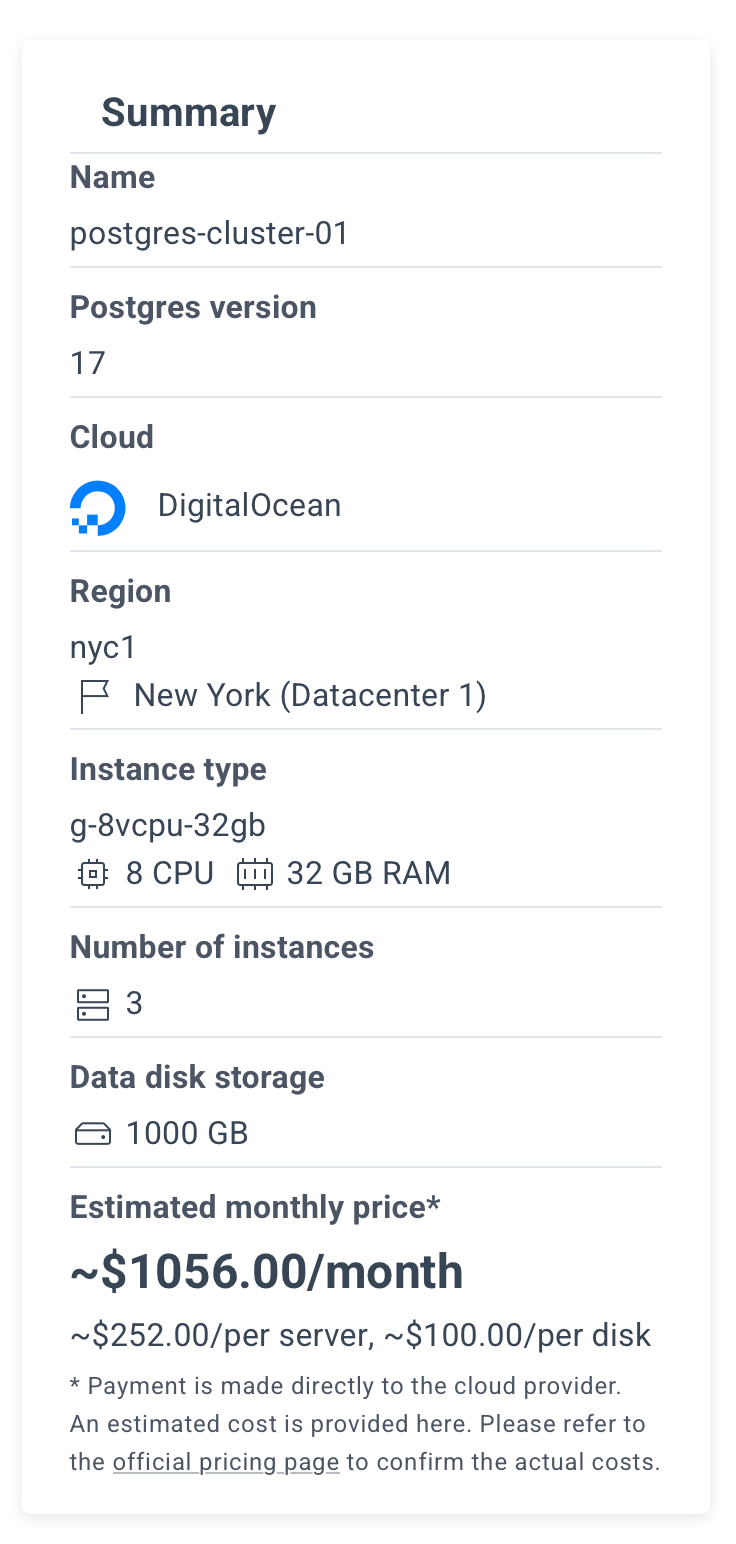 Summary
Name
postgres-cluster-01
Postgres version
17
Cloud
DigitalOcean
Region
nyc1
New York (Datacenter 1)
Instance type
g-8vcpu-32gb
8 CPU 32 GB RAM
Number of instances
3
Data disk storage
1000 GB
Estimated monthly price*
~$1056.00/month
~$252.00/per server, ~$100.00/per disk
* Payment is made directly to the cloud provider.
An estimated cost is provided here. Please refer to
the official pricing page to confirm the actual costs.